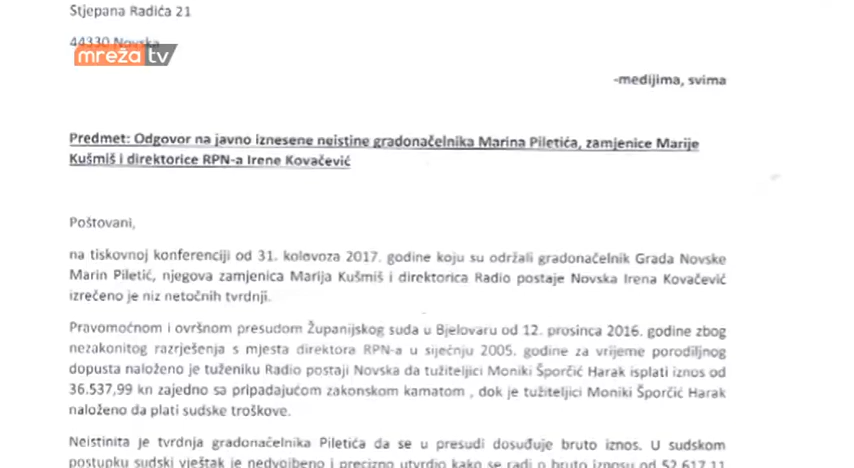 Stjepana Radića 21
44330 Novska
mreža tv
-medijima, svima
Predmet: Odgovor na javno iznesene neistine gradonačelnika Marina Piletića, zamjenice Marije
Kušmiš i direktorice RPN-a Irene Kovačević
Poštovani,
na tiskovnoj konferenciji od 31. kolovoza 2017. godine koju su održali gradonačelnik Grada Novske
Marin Piletić, njegova zamjenica Marija Kušmiš i direktorica Radio postaje Novska Irena Kovačević
izrečeno je niz netočnih tvrdnji.
Pravomoćnom i ovršnom presudom Županijskog suda u Bjelovaru od 12. prosinca 2016. godine zbog
nezakonitog razrješenja s mjesta direktora RPN-a u siječnju 2005. godine za vrijeme porodiljnog
dopusta naloženo je tuženiku Radio postaji Novska da tužiteljici Moniki Šporčić Harak isplati iznos od
36.537,99 kn zajedno sa pripadajućom zakonskom kamatom , dok je tužiteljici Moniki Šporčić Harak
naloženo da plati sudske troškove.
Neistinita je tvrdnja gradonačelnika Piletića da se u presudi dosuđuje bruto iznos. U sudskom
postupku sudski vještak je nedvojbeno i precizno utvrdio kako se radi o bruto iznosu od 52.617,11